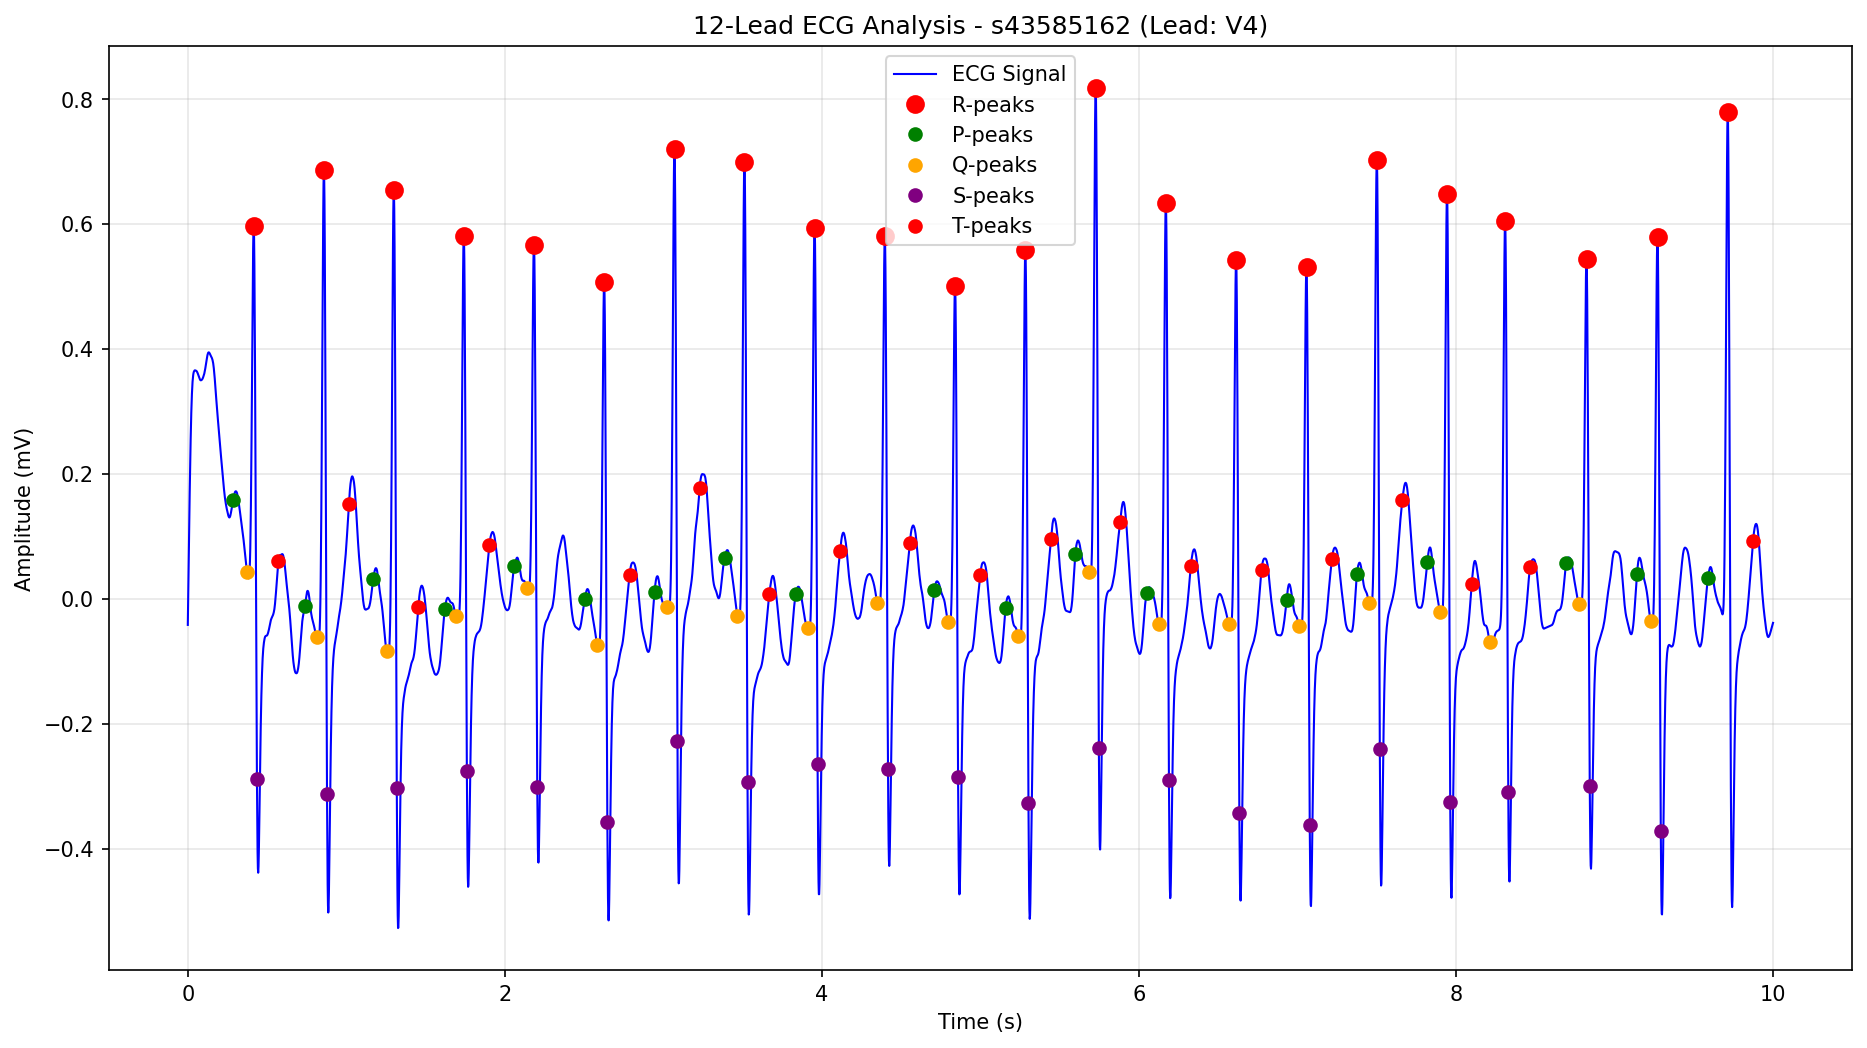 12-Lead ECG Analysis - s43585162 (Lead: V4)
ECG Signal
R-peaks
P-peaks
Q-peaks
S-peaks
T-peaks
Amplitude (mV)
0.8
0.6
0.4
0.2
0.0
−0.2
−0.4
0 2 4 6 8 10
Time (s)